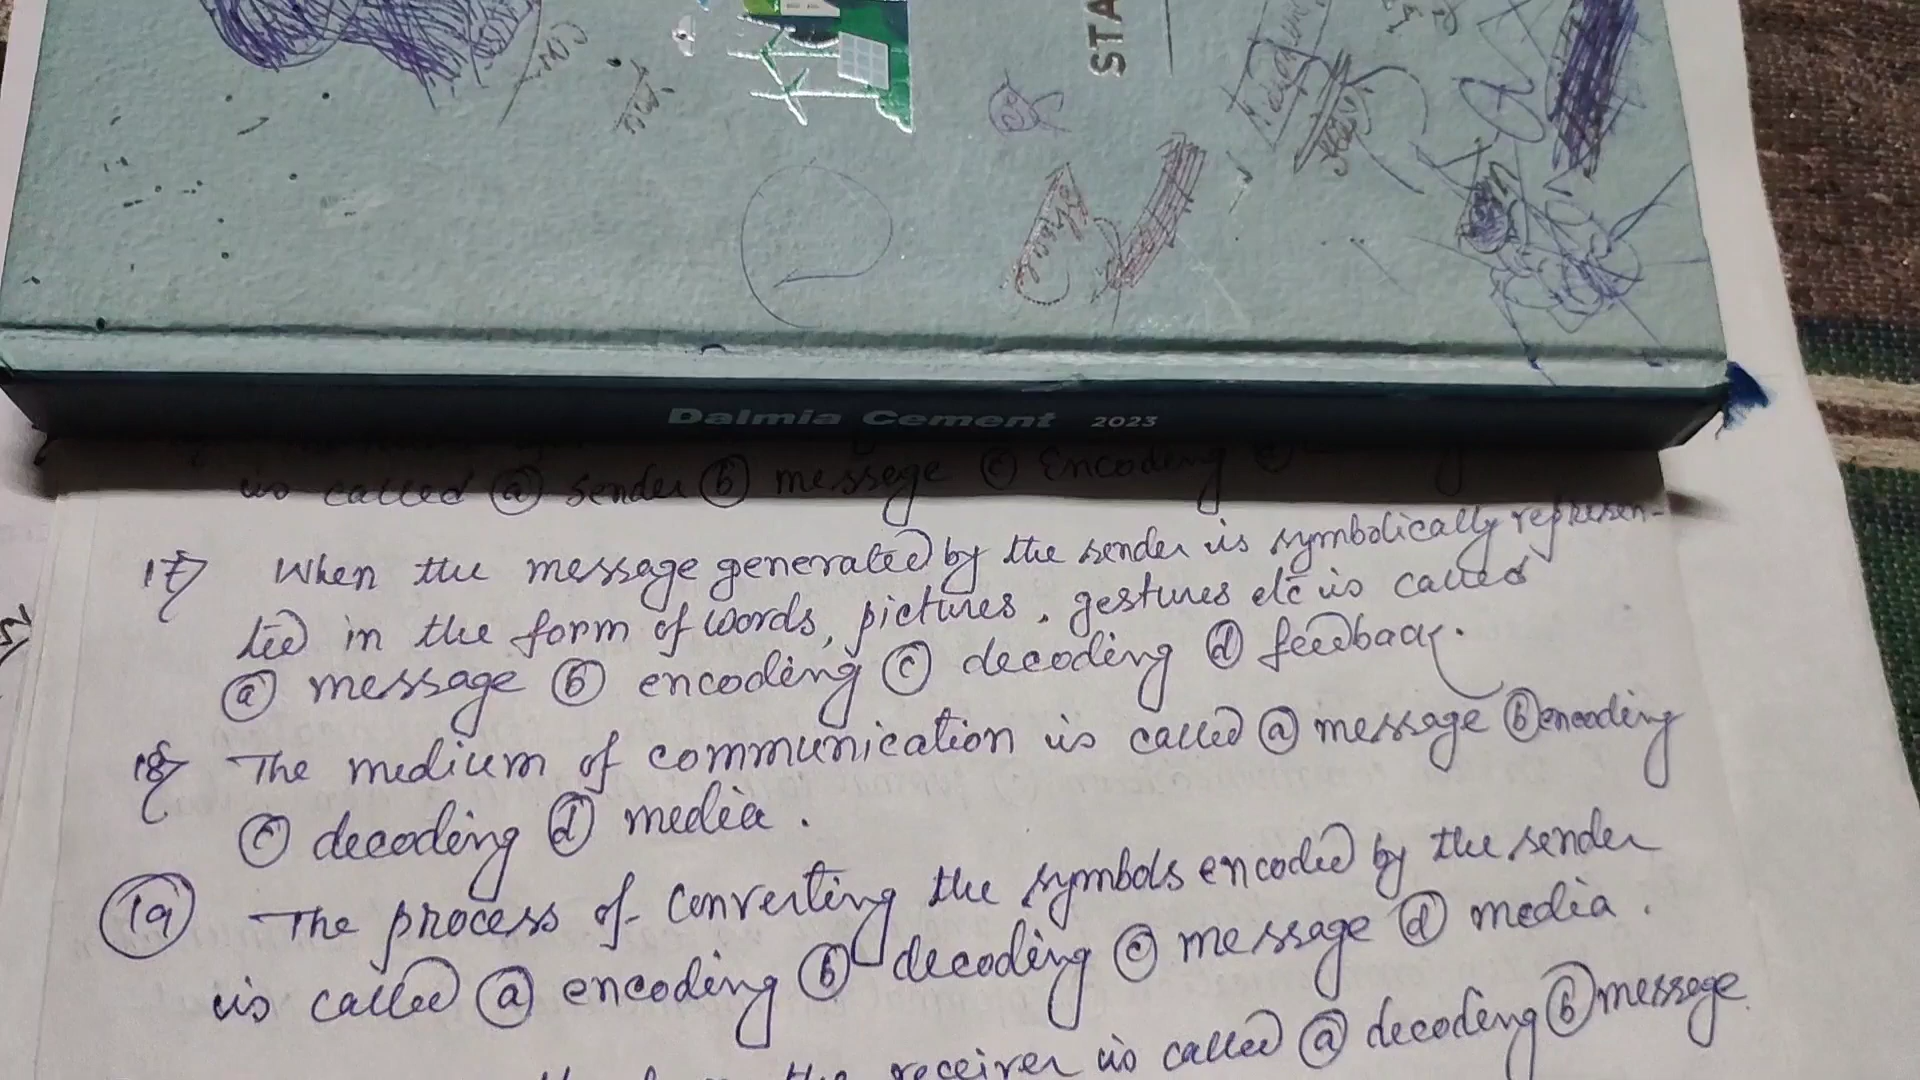 STA
Dalmia Cement 2023
is called ⓐ sender ⓑ message ⓒ Encoding
17) When the message generated by the sender is symbolically represen-
ted in the form of words, pictures, gestures etc is called
ⓐ message ⓑ encoding ⓒ decoding ⓓ feedback.
18) The medium of communication is called ⓐ message ⓑ encoding
ⓒ decoding ⓓ media.
19 The process of converting the symbols encoded by the sender
is called ⓐ encoding ⓑ decoding ⓒ message ⓓ media.
the receiver is called ⓐ decoding ⓑ message